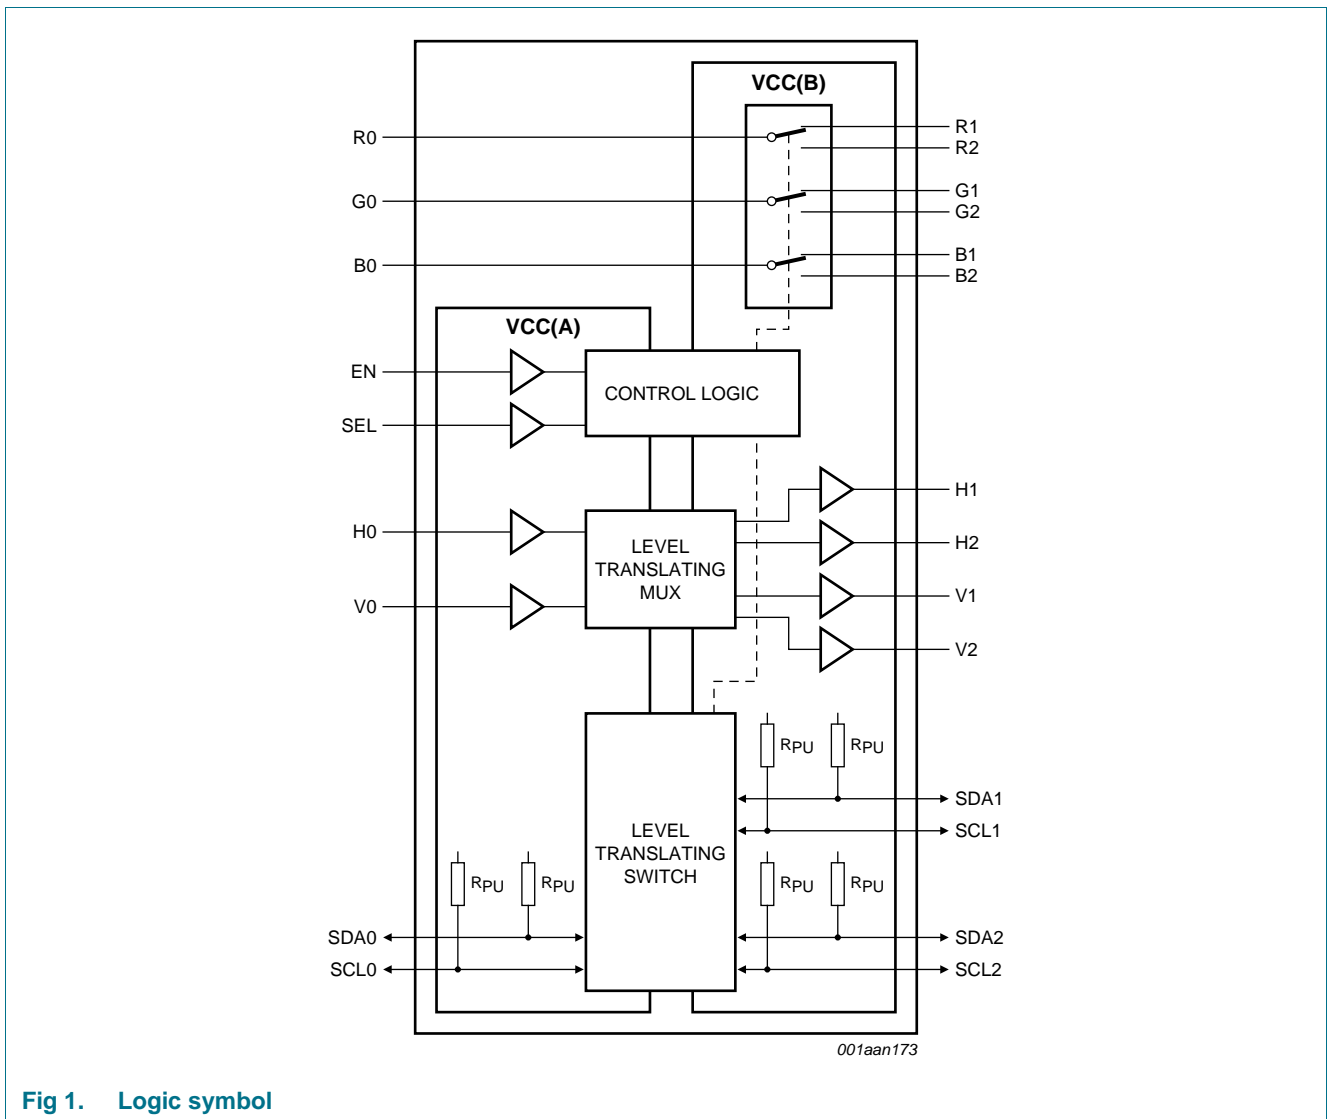 VCC(B)
R0
R1
R2
G0
G1
G2
B0
B1
B2
VCC(A)
EN
CONTROL LOGIC
SEL
H1
H0
LEVEL
TRANSLATING
MUX
H2
V0
V1
V2
RPU
RPU
SDA1
SCL1
LEVEL
TRANSLATING
SWITCH
RPU
RPU
RPU
RPU
SDA0
SDA2
SCL0
SCL2
001aan173
Fig 1. Logic symbol